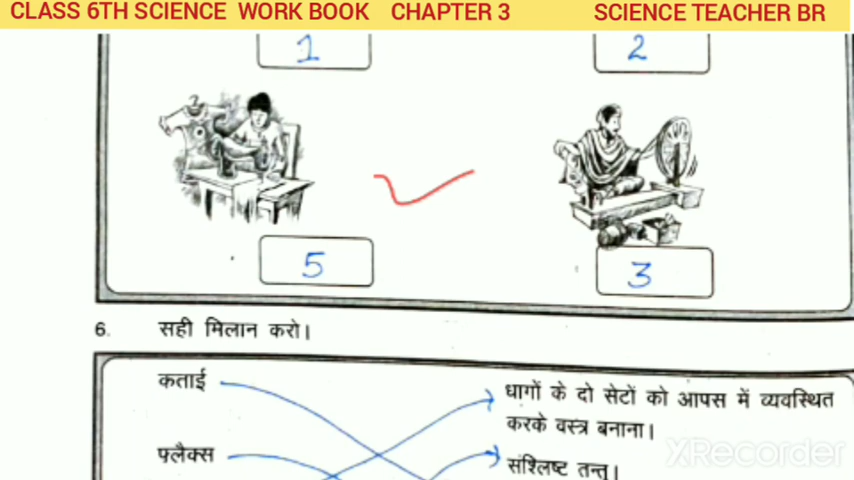 CLASS 6TH SCIENCE WORK BOOK CHAPTER 3 SCIENCE TEACHER BR
1 2
5 3
6. सही मिलान करो।
कताई
धागों के दो सेटों को आपस में व्यवस्थित
करके वस्त्र बनाना।
फ्लैक्स
संश्लिष्ट तन्तु।
XRecorder